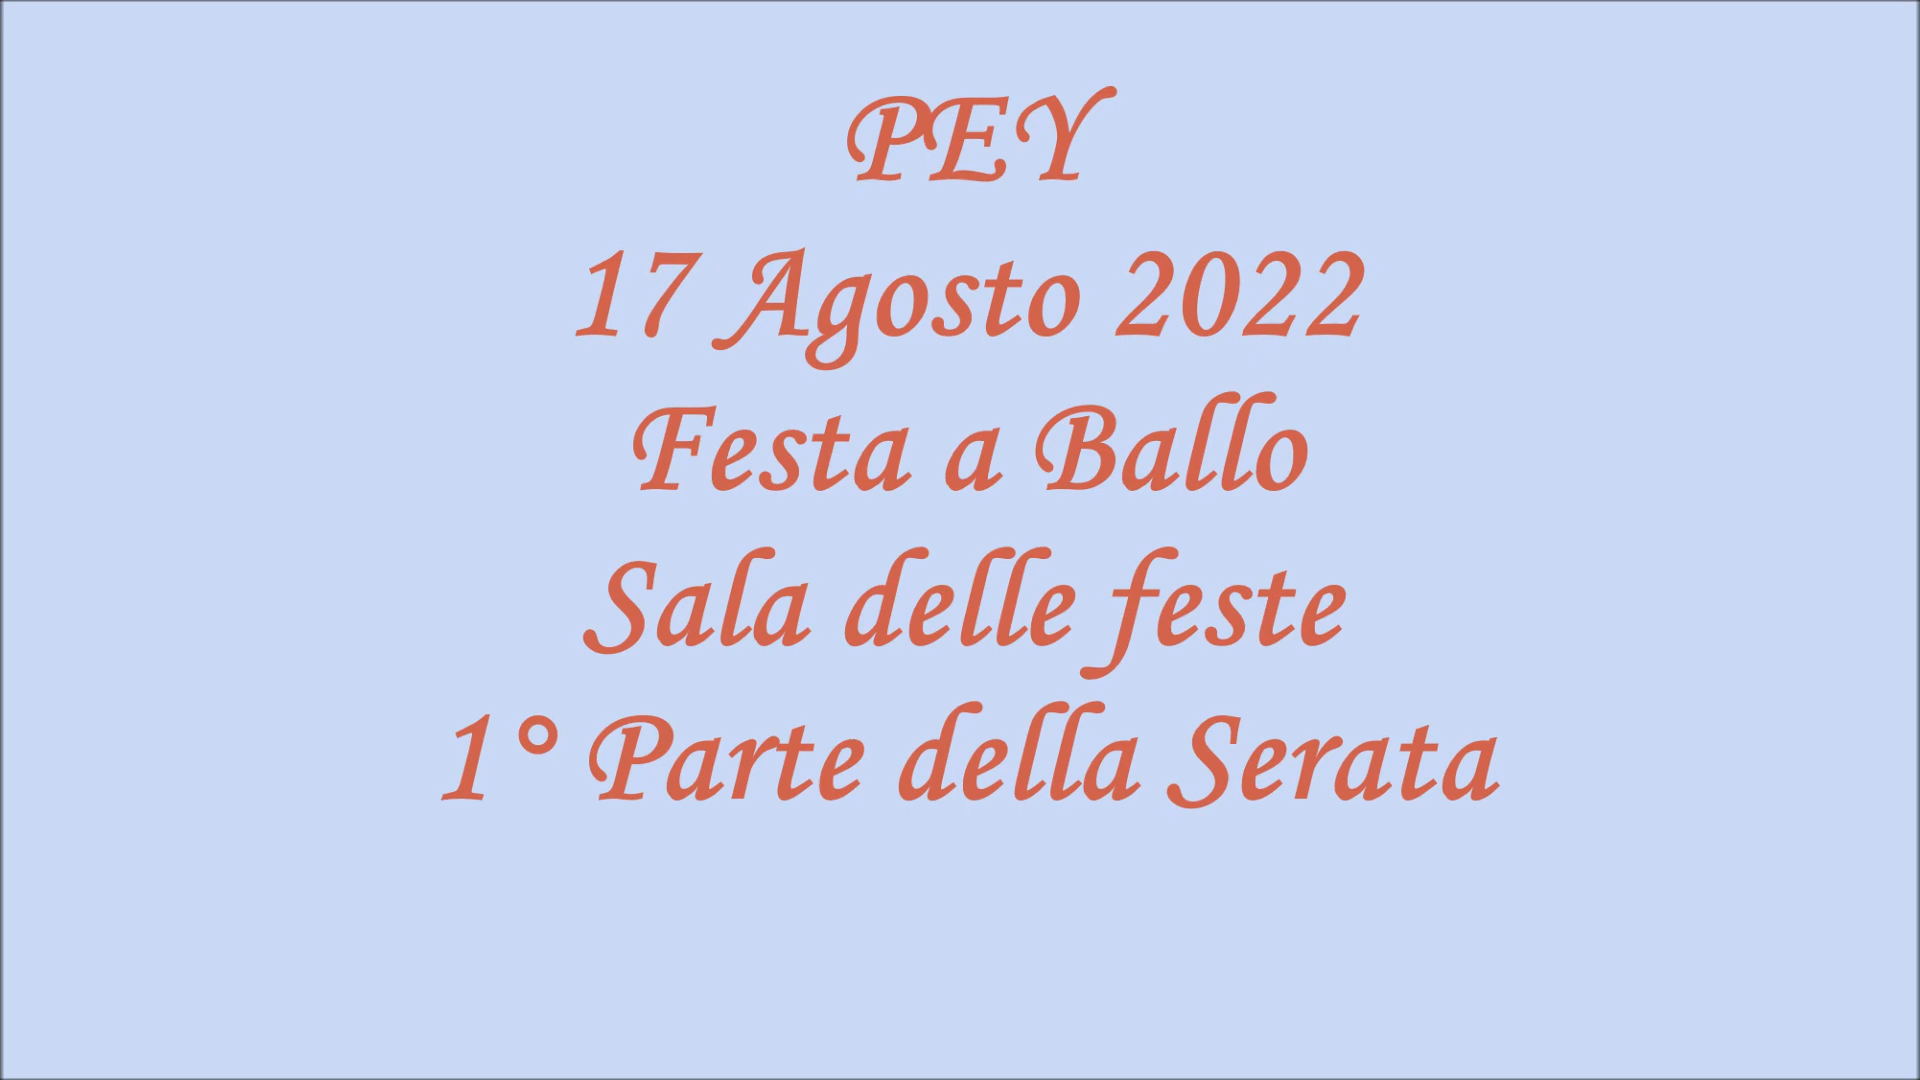 PEY
17 Agosto 2022
Festa a Ballo
Sala delle feste
1° Parte della Serata